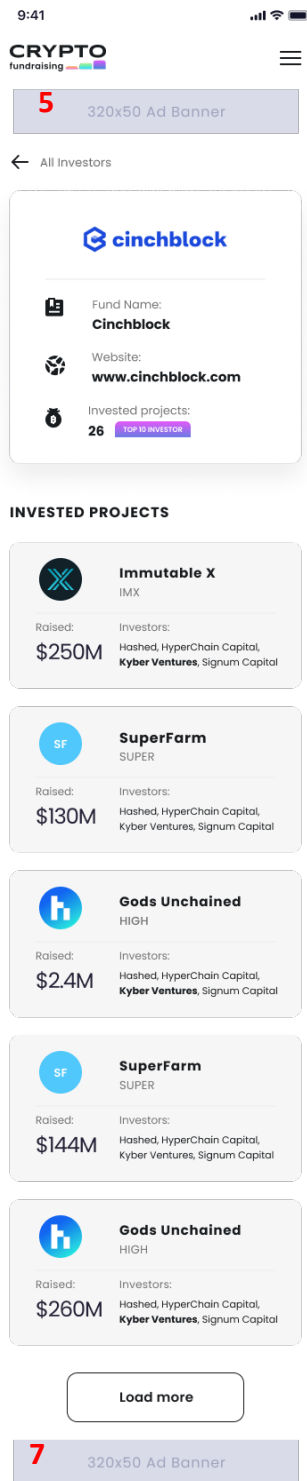 9:41
CRYPTO
fundraising
5
320x50 Ad Banner
All Investors
cinchblock
Fund Name:
Cinchblock
Website:
www.cinchblock.com
Invested projects:
26 TOP 10 INVESTOR
INVESTED PROJECTS
Immutable X
IMX
Raised:
$250M
Investors:
Hashed, HyperChain Capital,
Kyber Ventures, Signum Capital
SF
SuperFarm
SUPER
Raised:
$130M
Investors:
Hashed, HyperChain Capital,
Kyber Ventures, Signum Capital
h
Gods Unchained
HIGH
Raised:
$2.4M
Investors:
Hashed, HyperChain Capital,
Kyber Ventures, Signum Capital
SF
SuperFarm
SUPER
Raised:
$144M
Investors:
Hashed, HyperChain Capital,
Kyber Ventures, Signum Capital
h
Gods Unchained
HIGH
Raised:
$260M
Investors:
Hashed, HyperChain Capital,
Kyber Ventures, Signum Capital
Load more
7
320x50 Ad Banner